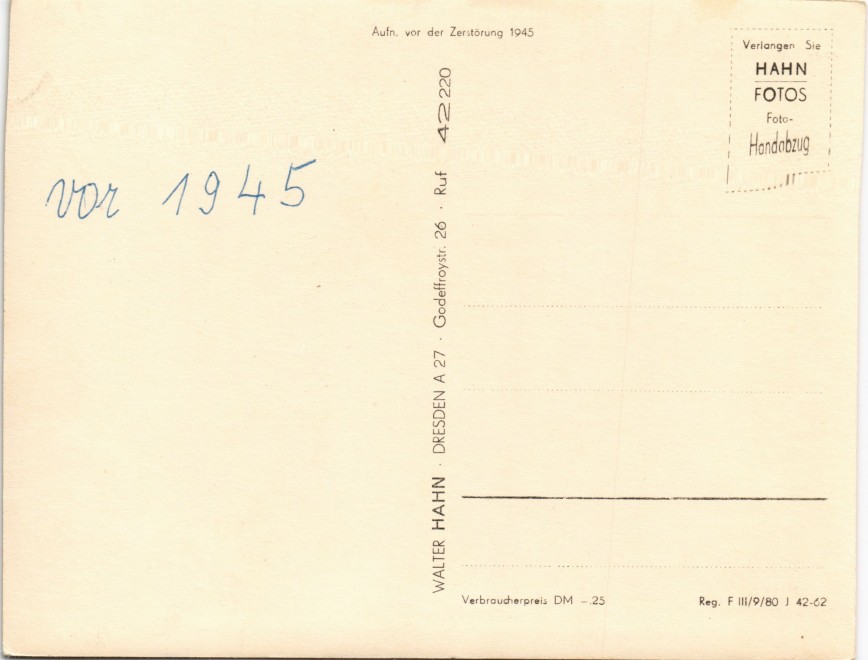 Aufn. vor der Zerstörung 1945
Verlangen Sie
HAHN
FOTOS
Foto-
Handabzug
vor 1945
WALTER HAHN · DRESDEN A 27 · Godeffroystr. 26 · Ruf 42220
Verbraucherpreis DM –.25
Reg. F III/9/80 J 42-62